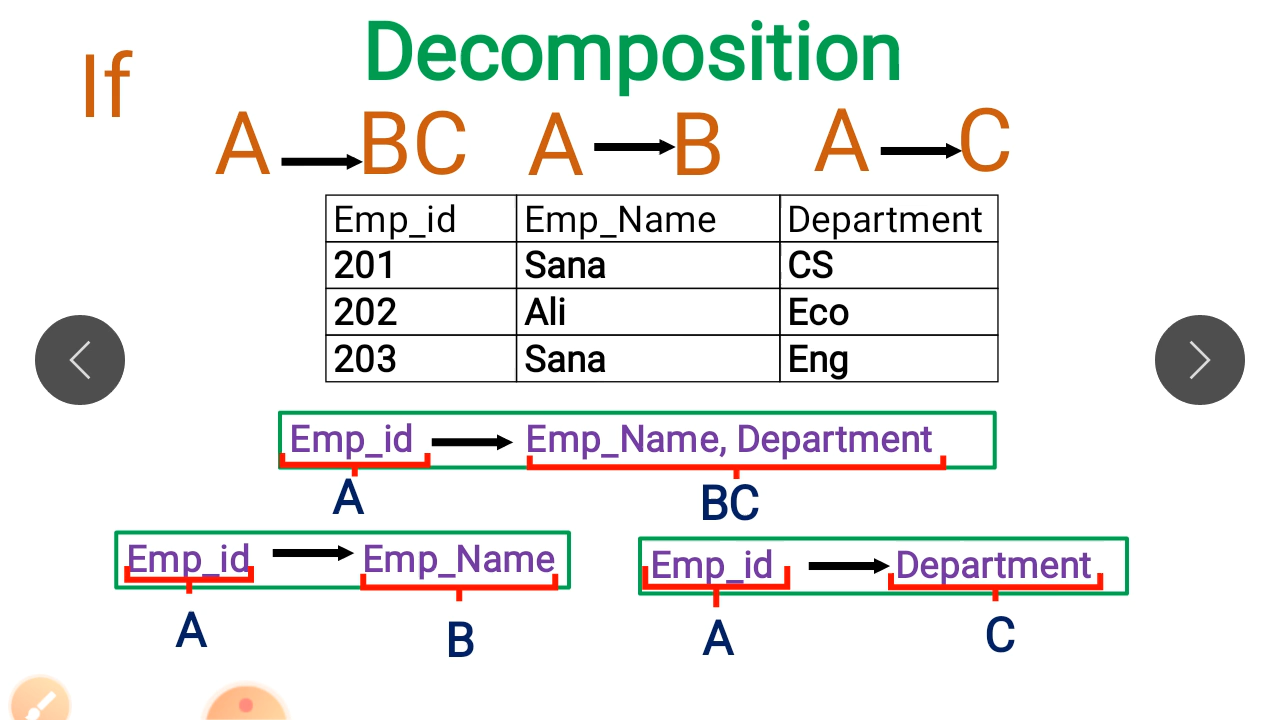 Decomposition
If
A → BC A → B A → C
Emp_id Emp_Name Department
201 Sana CS
202 Ali Eco
203 Sana Eng
Emp_id → Emp_Name, Department
A BC
Emp_id → Emp_Name Emp_id → Department
A B A C